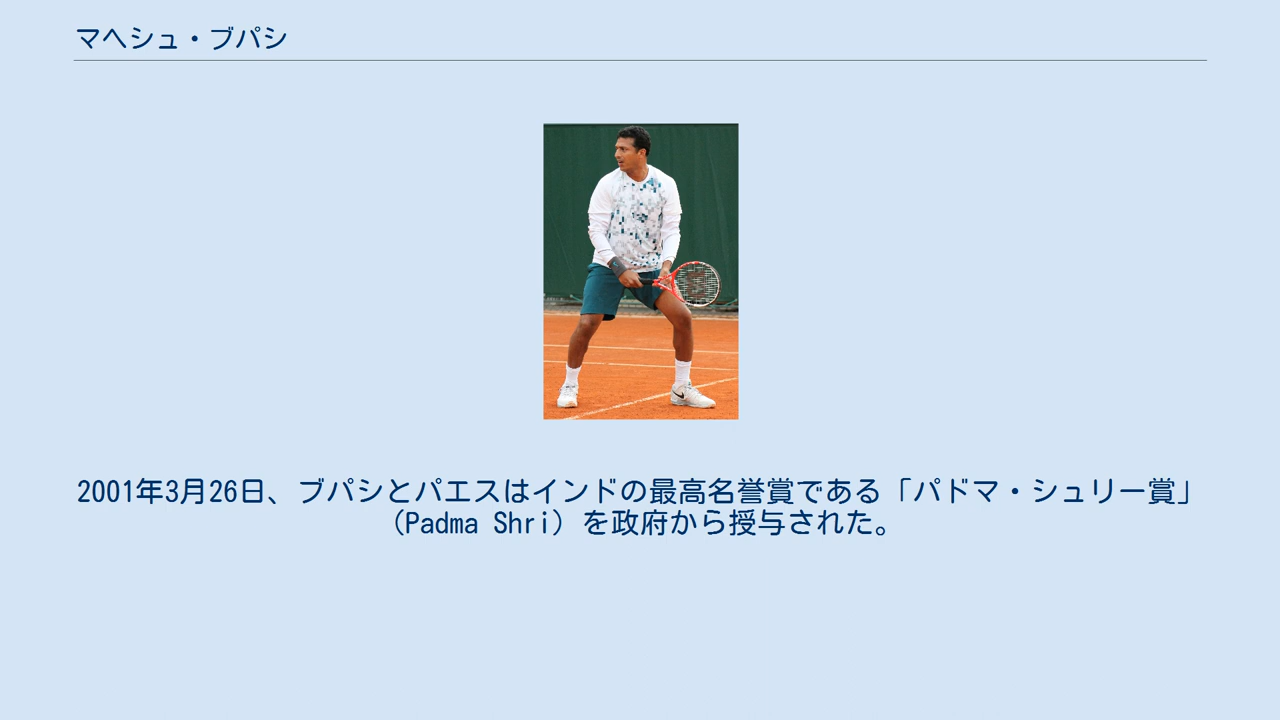 マヘシュ・ブパシ
2001年3月26日、ブパシとパエスはインドの最高名誉賞である「パドマ・シュリー賞」
（Padma Shri）を政府から授与された。